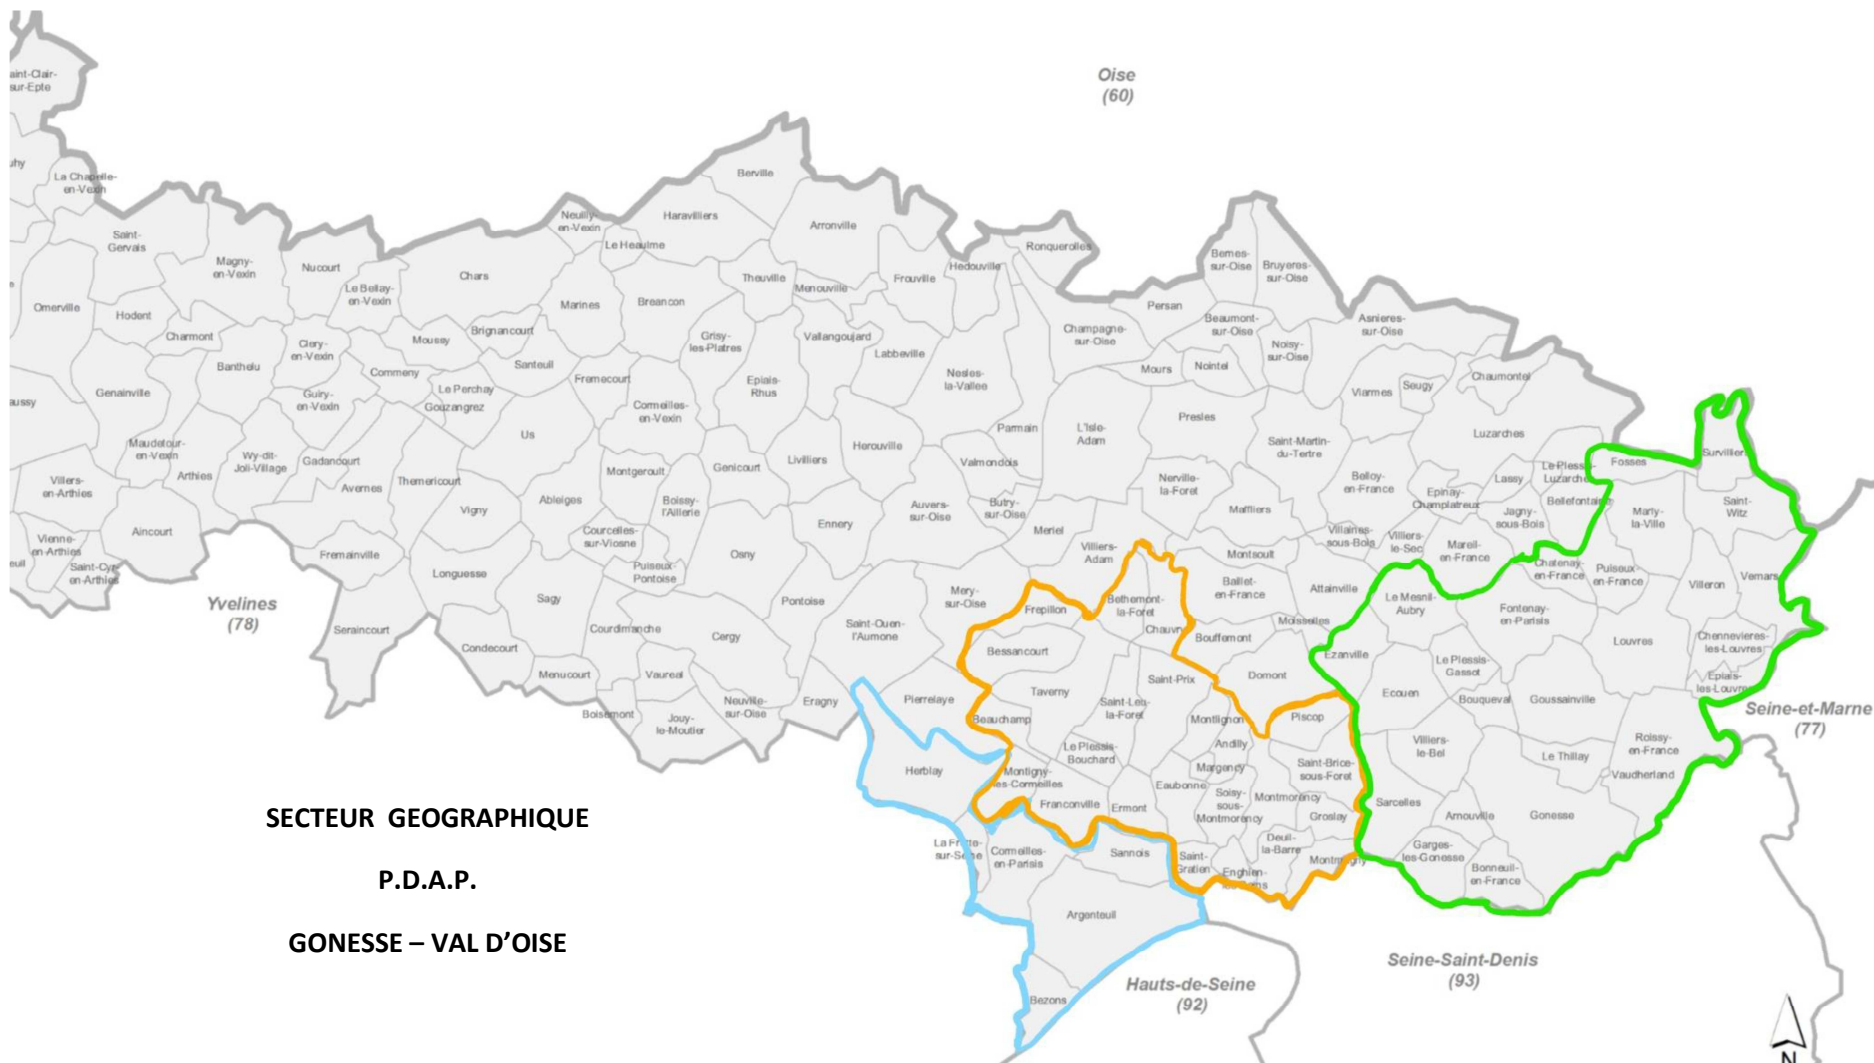 Oise
(60)
aint-Clair-
sur-Epte
uhy
La Chapelle-
en-Vexin
Saint-
Gervais
Magny-
en-Vexin
Nucourt
Le Bellay-
en-Vexin
Chars
Neuilly-
en-Vexin
Le Heaulme
Haravilliers
Berville
Arronville
Theuville
Menouville
Frouville
Hedouville
Ronquerolles
Bernes-
sur-Oise
Bruyeres-
sur-Oise
Persan
Beaumont-
sur-Oise
Asnieres-
sur-Oise
Noisy-
sur-Oise
Omerville
Hodent
Charmont
Banthelu
Clery-
en-Vexin
Moussy
Brignancourt
Marines
Breancon
Grisy-
les-Platres
Vallangoujard
Labbeville
Champagne-
sur-Oise
Mours
Nointel
Viarmes
Seugy
Chaumontel
aussy
Genainville
Guiry-
en-Vexin
Commeny
Le Perchay
Gouzangrez
Santeuil
Fremecourt
Cormeilles-
en-Vexin
Epiais-
Rhus
Nesles-
la-Vallee
Parmain
L'Isle-
Adam
Presles
Saint-Martin-
du-Tertre
Luzarches
Maudetour-
en-Vexin
Arthies
Wy-dit-
Joli-Village
Gadancourt
Avernes
Themericourt
Us
Montgeroult
Genicourt
Livilliers
Herouville
Valmondois
Nerville-
la-Foret
Belloy-
en-France
Epinay-
Champlatreux
Lassy
Le Plessis-
Luzarches
Bellefontaine
Fosses
Survilliers
Villers-
en-Arthies
Aincourt
Vigny
Ableiges
Boissy-
l'Aillerie
Courcelles-
sur-Viosne
Ennery
Auvers-
sur-Oise
Butry-
sur-Oise
Meriel
Villiers-
Adam
Maffliers
Villaines-
sous-Bois
Villiers-
le-Sec
Jagny-
sous-Bois
Mareil-
en-France
Marly-
la-Ville
Saint-
Witz
Vienne-
en-Arthies
euil
Saint-Cyr-
en-Arthies
Fremainville
Longuesse
Puiseux-
Pontoise
Osny
Montsoult
Baillet-
en-France
Attainville
Le Mesnil-
Aubry
Chatenay-
en-France
Puiseux-
en-France
Villeron
Vemars
Yvelines
(78)
Seraincourt
Sagy
Courdimanche
Cergy
Pontoise
Saint-Ouen-
l'Aumone
Mery-
sur-Oise
Frepillon
Bethemont-
la-Foret
Chauvry
Bouffemont
Moisselles
Ezanville
Fontenay-
en-Parisis
Louvres
Chennevieres-
les-Louvres
Condecourt
Menucourt
Vaureal
Boisemont
Jouy-
le-Moutier
Neuville-
sur-Oise
Eragny
Pierrelaye
Bessancourt
Taverny
Beauchamp
Saint-Leu-
la-Foret
Saint-Prix
Domont
Piscop
Ecouen
Le Plessis-
Gassot
Bouqueval
Goussainville
Epiais-
les-Louvres
Seine-et-Marne
(77)
Herblay
Montigny-
les-Cormeilles
Le Plessis-
Bouchard
Montlignon
Andilly
Margency
Eaubonne
Soisy-
sous-
Montmorency
Montmorency
Saint-Brice-
sous-Foret
Groslay
Villiers-
le-Bel
Le Thillay
Roissy-
en-France
Vaudherland
Franconville
Ermont
Sarcelles
Arnouville
Gonesse
La Frette-
sur-Seine
Cormeilles-
en-Parisis
Sannois
Saint-
Gratien
Enghien-
les-Bains
Deuil-
la-Barre
Montmagny
Garges-
les-Gonesse
Bonneuil-
en-France
Argenteuil
Bezons
Hauts-de-Seine
(92)
Seine-Saint-Denis
(93)
SECTEUR GEOGRAPHIQUE
P.D.A.P.
GONESSE – VAL D'OISE
N